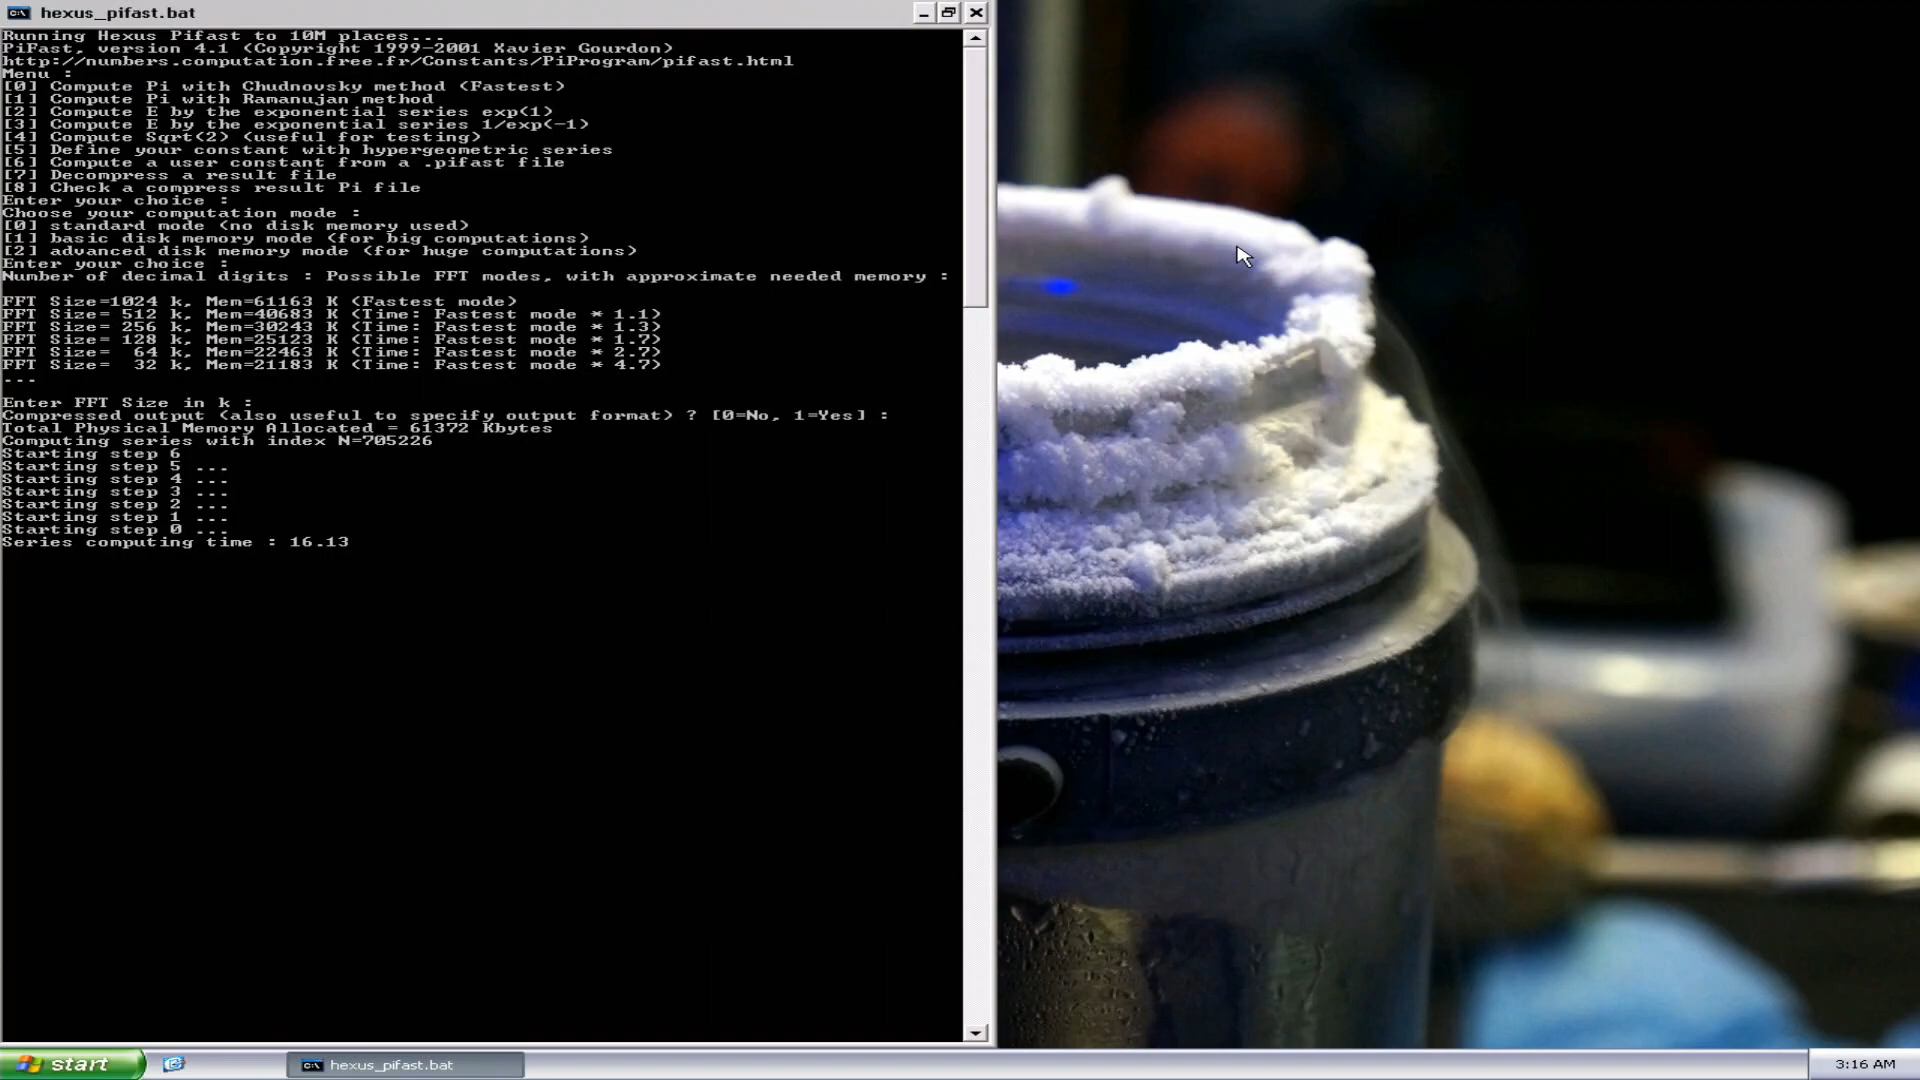 hexus_pifast.bat
Running Hexus Pifast to 10M places...
PiFast, version 4.1 (Copyright 1999-2001 Xavier Gourdon)
http://numbers.computation.free.fr/Constants/PiProgram/pifast.html
Menu :
[0] Compute Pi with Chudnovsky method (Fastest)
[1] Compute Pi with Ramanujan method
[2] Compute E by the exponential series exp(1)
[3] Compute E by the exponential series 1/exp(-1)
[4] Compute Sqrt(2) (useful for testing)
[5] Define your constant with hypergeometric series
[6] Compute a user constant from a .pifast file
[7] Decompress a result file
[8] Check a compress result Pi file
Enter your choice :
Choose your computation mode :
[0] standard mode (no disk memory used)
[1] basic disk memory mode (for big computations)
[2] advanced disk memory mode (for huge computations)
Enter your choice :
Number of decimal digits : Possible FFT modes, with approximate needed memory :
FFT Size=1024 k, Mem=61163 K (Fastest mode)
FFT Size= 512 k, Mem=40683 K (Time: Fastest mode * 1.1)
FFT Size= 256 k, Mem=30243 K (Time: Fastest mode * 1.3)
FFT Size= 128 k, Mem=25123 K (Time: Fastest mode * 1.7)
FFT Size=  64 k, Mem=22463 K (Time: Fastest mode * 2.7)
FFT Size=  32 k, Mem=21183 K (Time: Fastest mode * 4.7)
...
Enter FFT Size in k :
Compressed output (also useful to specify output format) ? [0=No, 1=Yes] :
Total Physical Memory Allocated = 61372 Kbytes
Computing series with index N=705226
Starting step 6
Starting step 5 ...
Starting step 4 ...
Starting step 3 ...
Starting step 2 ...
Starting step 1 ...
Starting step 0 ...
Series computing time : 16.13
start
hexus_pifast.bat
3:16 AM